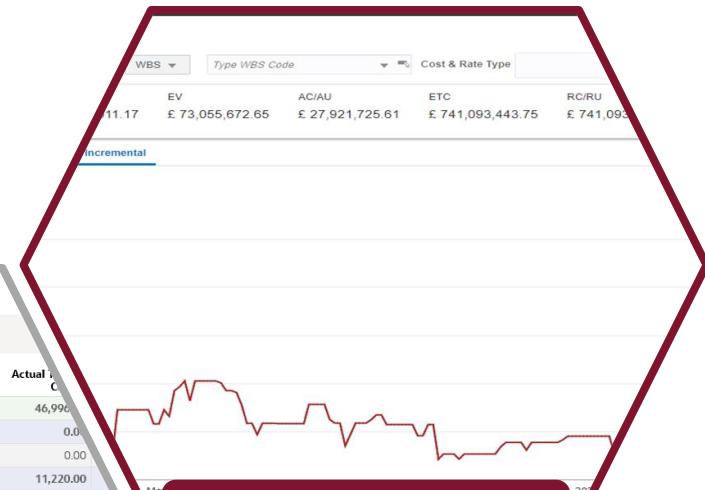 WBS
Type WBS Code
Cost & Rate Type
EV
AC/AU
ETC
RC/RU
11.17
£ 73,055,672.65
£ 27,921,725.61
£ 741,093,443.75
£ 741,093
Incremental
Actual
46,996
0.0
0.00
11,220.00